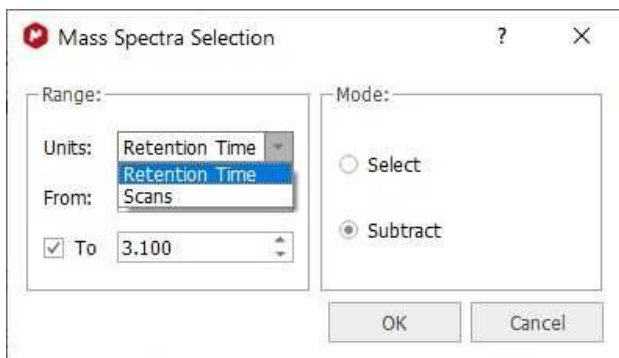 Mass Spectra Selection
?
Range:
Units: Retention Time
Retention Time
Scans
From:
To 3.100
Mode:
Select
Subtract
OK Cancel